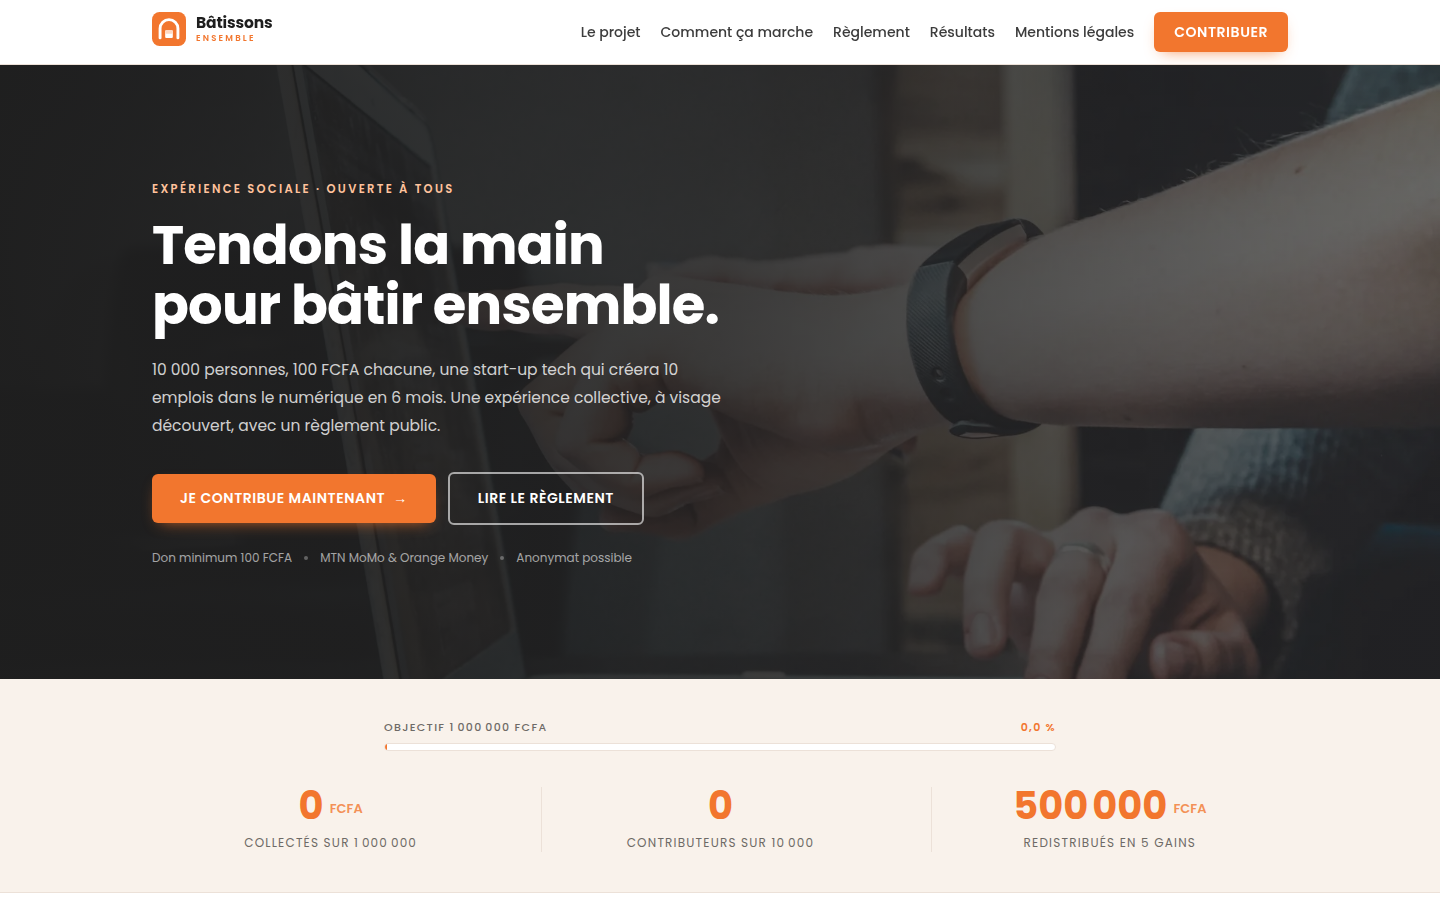 Bâtissons
ENSEMBLE
Le projet
Comment ça marche
Règlement
Résultats
Mentions légales
CONTRIBUER
EXPÉRIENCE SOCIALE · OUVERTE À TOUS
Tendons la main
pour bâtir ensemble.
10 000 personnes, 100 FCFA chacune, une start-up tech qui créera 10
emplois dans le numérique en 6 mois. Une expérience collective, à visage
découvert, avec un règlement public.
JE CONTRIBUE MAINTENANT →
LIRE LE RÈGLEMENT
Don minimum 100 FCFA • MTN MoMo & Orange Money • Anonymat possible
OBJECTIF 1 000 000 FCFA
0,0 %
0 FCFA
COLLECTÉS SUR 1 000 000
0
CONTRIBUTEURS SUR 10 000
500 000 FCFA
REDISTRIBUÉS EN 5 GAINS